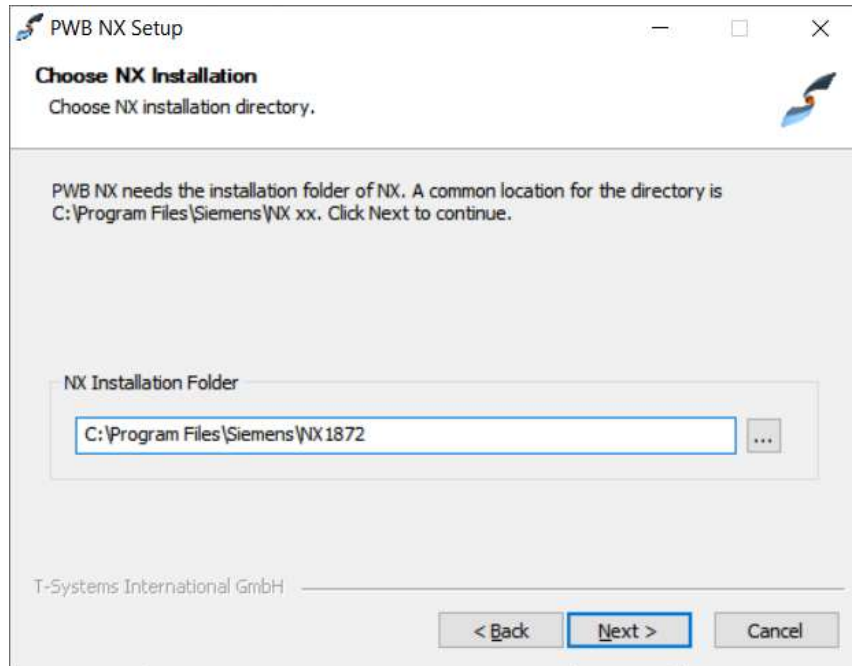 PWB NX Setup
Choose NX Installation
Choose NX installation directory.
PWB NX needs the installation folder of NX. A common location for the directory is
C:\Program Files\Siemens\NX xx. Click Next to continue.
NX Installation Folder
C:\Program Files\Siemens\NX1872
...
T-Systems International GmbH
< Back
Next >
Cancel